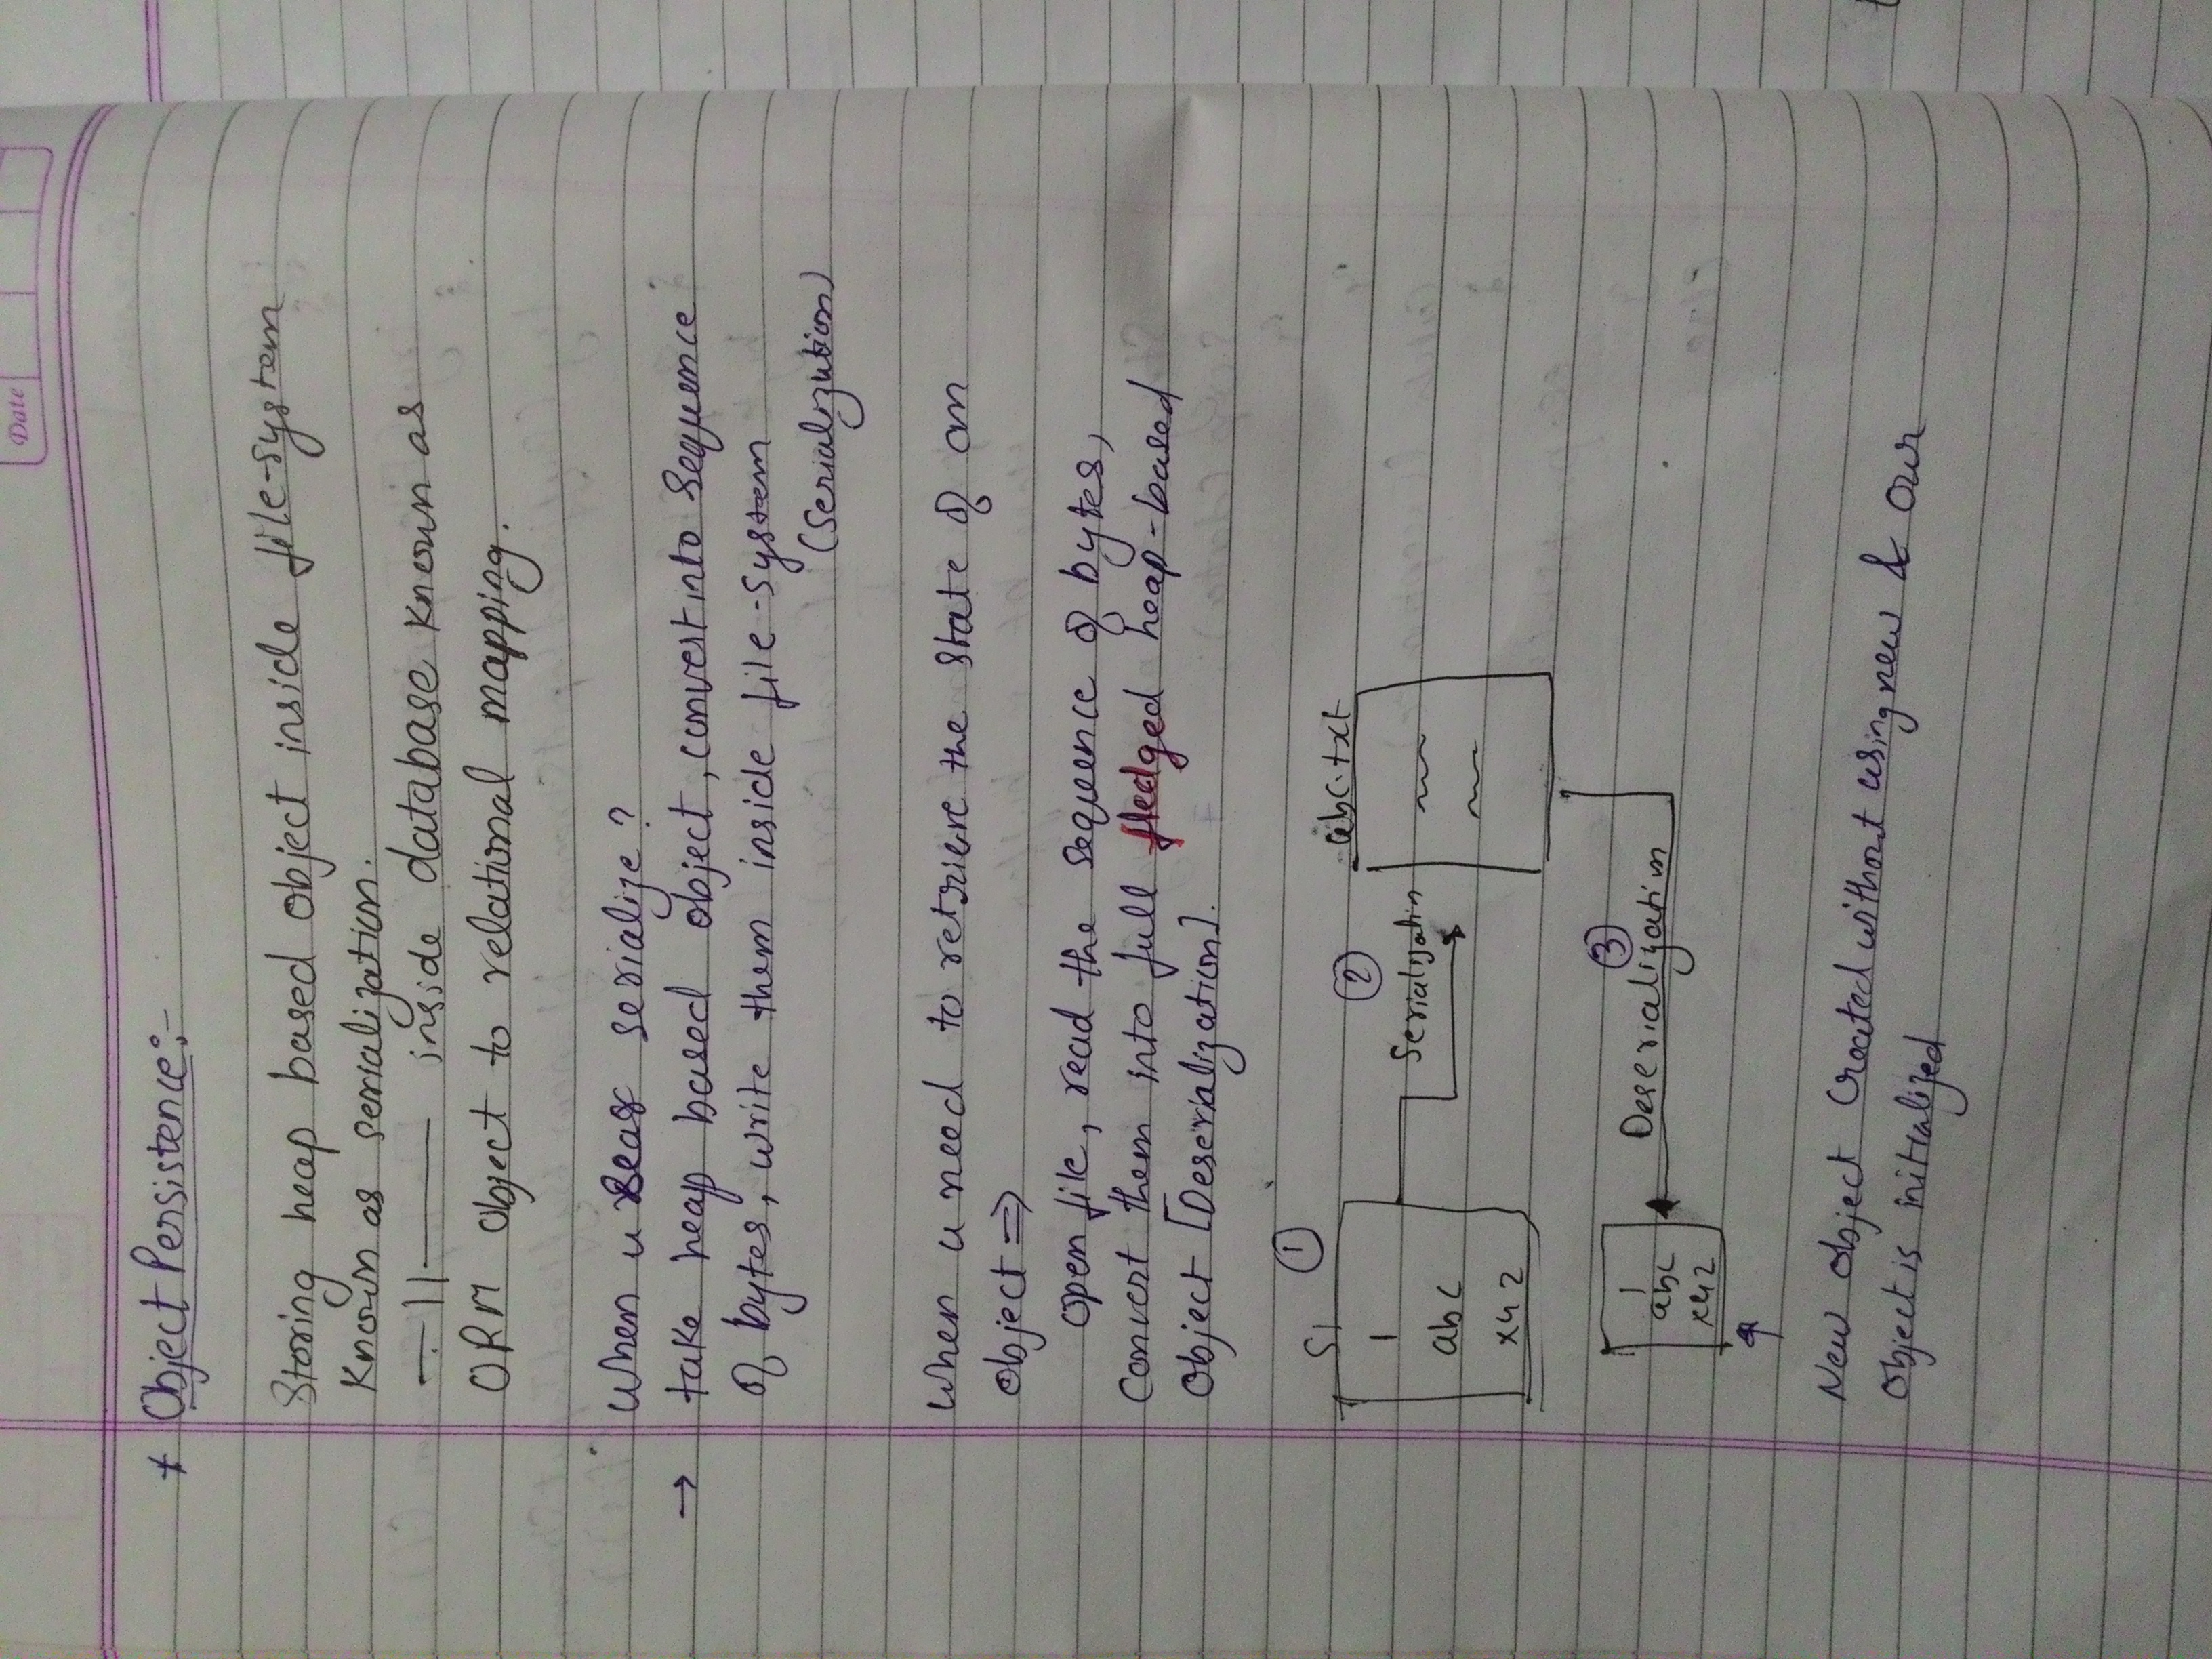 Date
* Object Persistence:-
Storing heap based object inside file-system
Known as serialization.
—||— inside database known as
ORM object to relational mapping.
When u serialize?
→ take heap based object, convert into sequence
of bytes, write them inside file-system
(Serialization)
When u need to retrieve the state of an
object ⇒
open file, read the sequence of bytes,
convert them into full fledged heap-based
object [Deserialization].
S1 ①
② abc.txt
1
Serialization
abc
xyz
③
1
abc Deserialization
xyz
New object created without using new & our
object is initialized